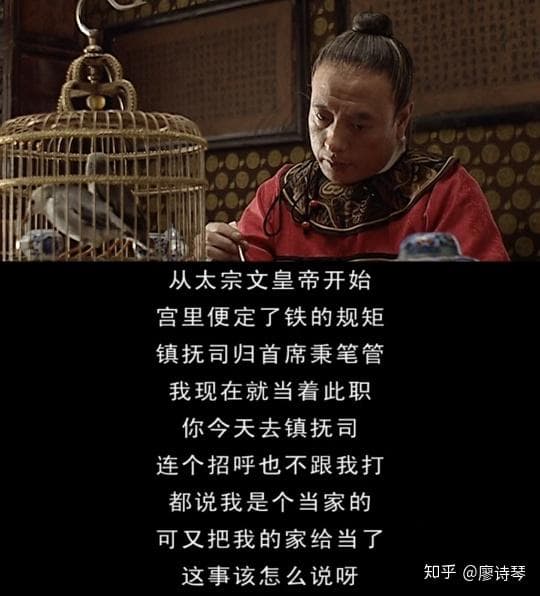 从太宗文皇帝开始
宫里便定了铁的规矩
镇抚司归首席秉笔管
我现在就当着此职
你今天去镇抚司
连个招呼也不跟我打
都说我是个当家的
可又把我的家给当了
这事该怎么说呀
知乎 @廖诗琴